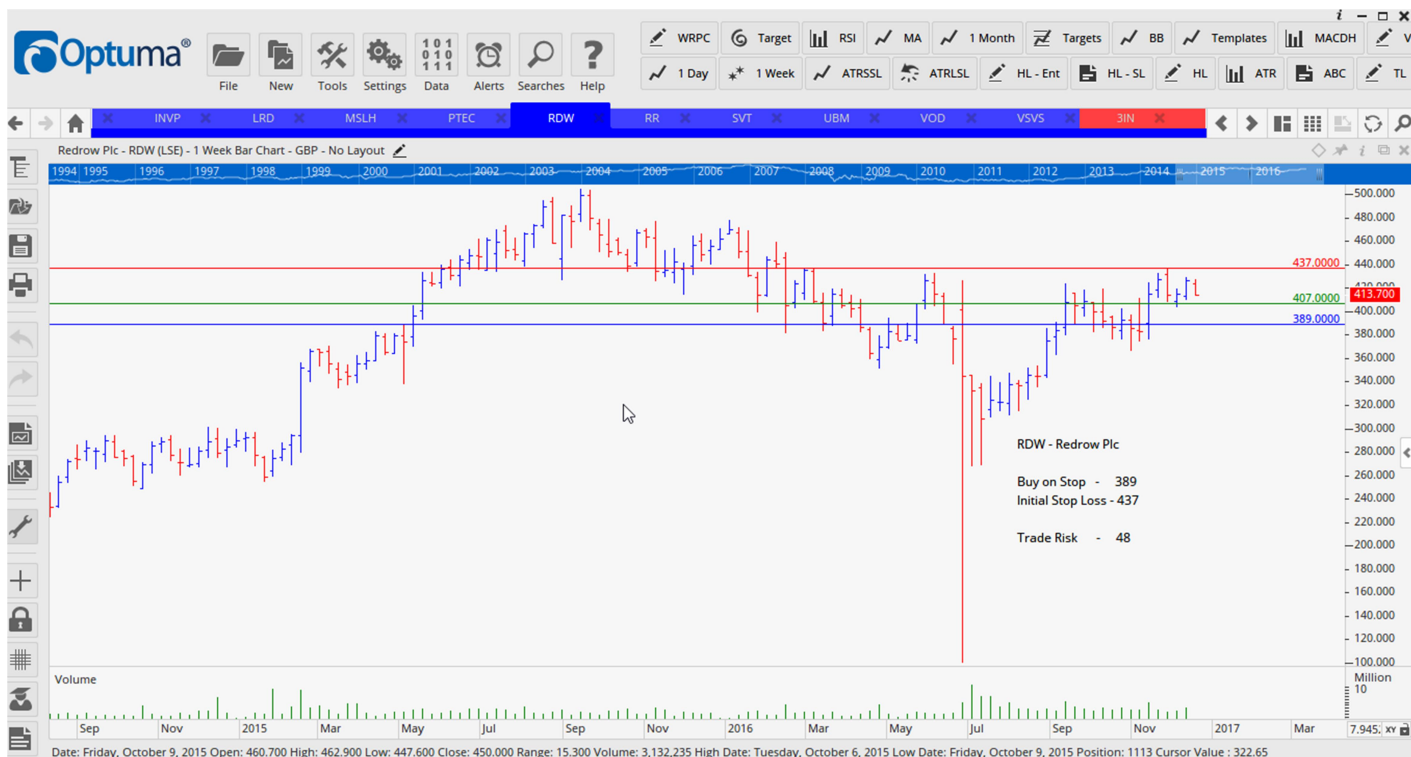 Optuma®
File New Tools Settings Data Alerts Searches Help
101
010
111
WRPC Target RSI MA 1 Month Targets BB Templates MACDH V
1 Day 1 Week ATRSSL ATRLSL HL - Ent HL - SL HL ATR ABC TL
INVP LRD MSLH PTEC RDW RR SVT UBM VOD VSVS 3IN
Redrow Plc - RDW (LSE) - 1 Week Bar Chart - GBP - No Layout
1994 1995 1996 1997 1998 1999 2000 2001 2002 2003 2004 2005 2006 2007 2008 2009 2010 2011 2012 2013 2014 2015 2016
500.000
480.000
460.000
440.000
437.0000
420.000
413.700
407.0000
400.000
389.0000
380.000
360.000
340.000
320.000
300.000
280.000
260.000
240.000
220.000
200.000
180.000
160.000
140.000
120.000
100.000
RDW - Redrow Plc
Buy on Stop - 389
Initial Stop Loss - 437
Trade Risk - 48
Volume
Million
10
Sep Nov 2015 Mar May Jul Sep Nov 2016 Mar May Jul Sep Nov 2017 Mar 7.945. XY
Date: Friday, October 9, 2015 Open: 460.700 High: 462.900 Low: 447.600 Close: 450.000 Range: 15.300 Volume: 3,132,235 High Date: Tuesday, October 6, 2015 Low Date: Friday, October 9, 2015 Position: 1113 Cursor Value : 322.65